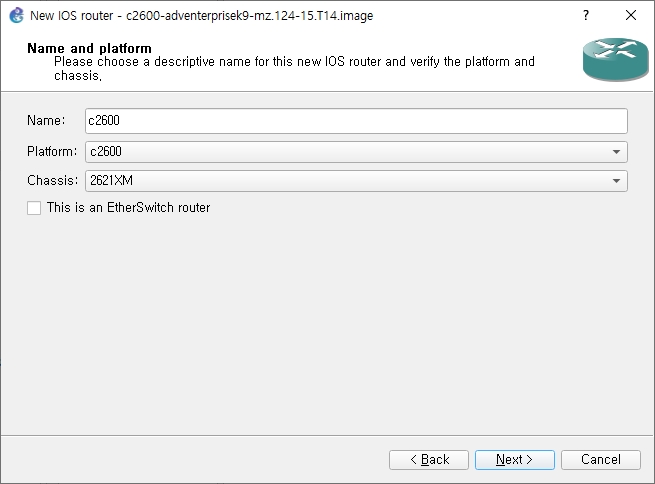 New IOS router - c2600-adventerprisek9-mz.124-15.T14.image
Name and platform
Please choose a descriptive name for this new IOS router and verify the platform and
chassis.
Name: c2600
Platform: c2600
Chassis: 2621XM
This is an EtherSwitch router
< Back Next > Cancel